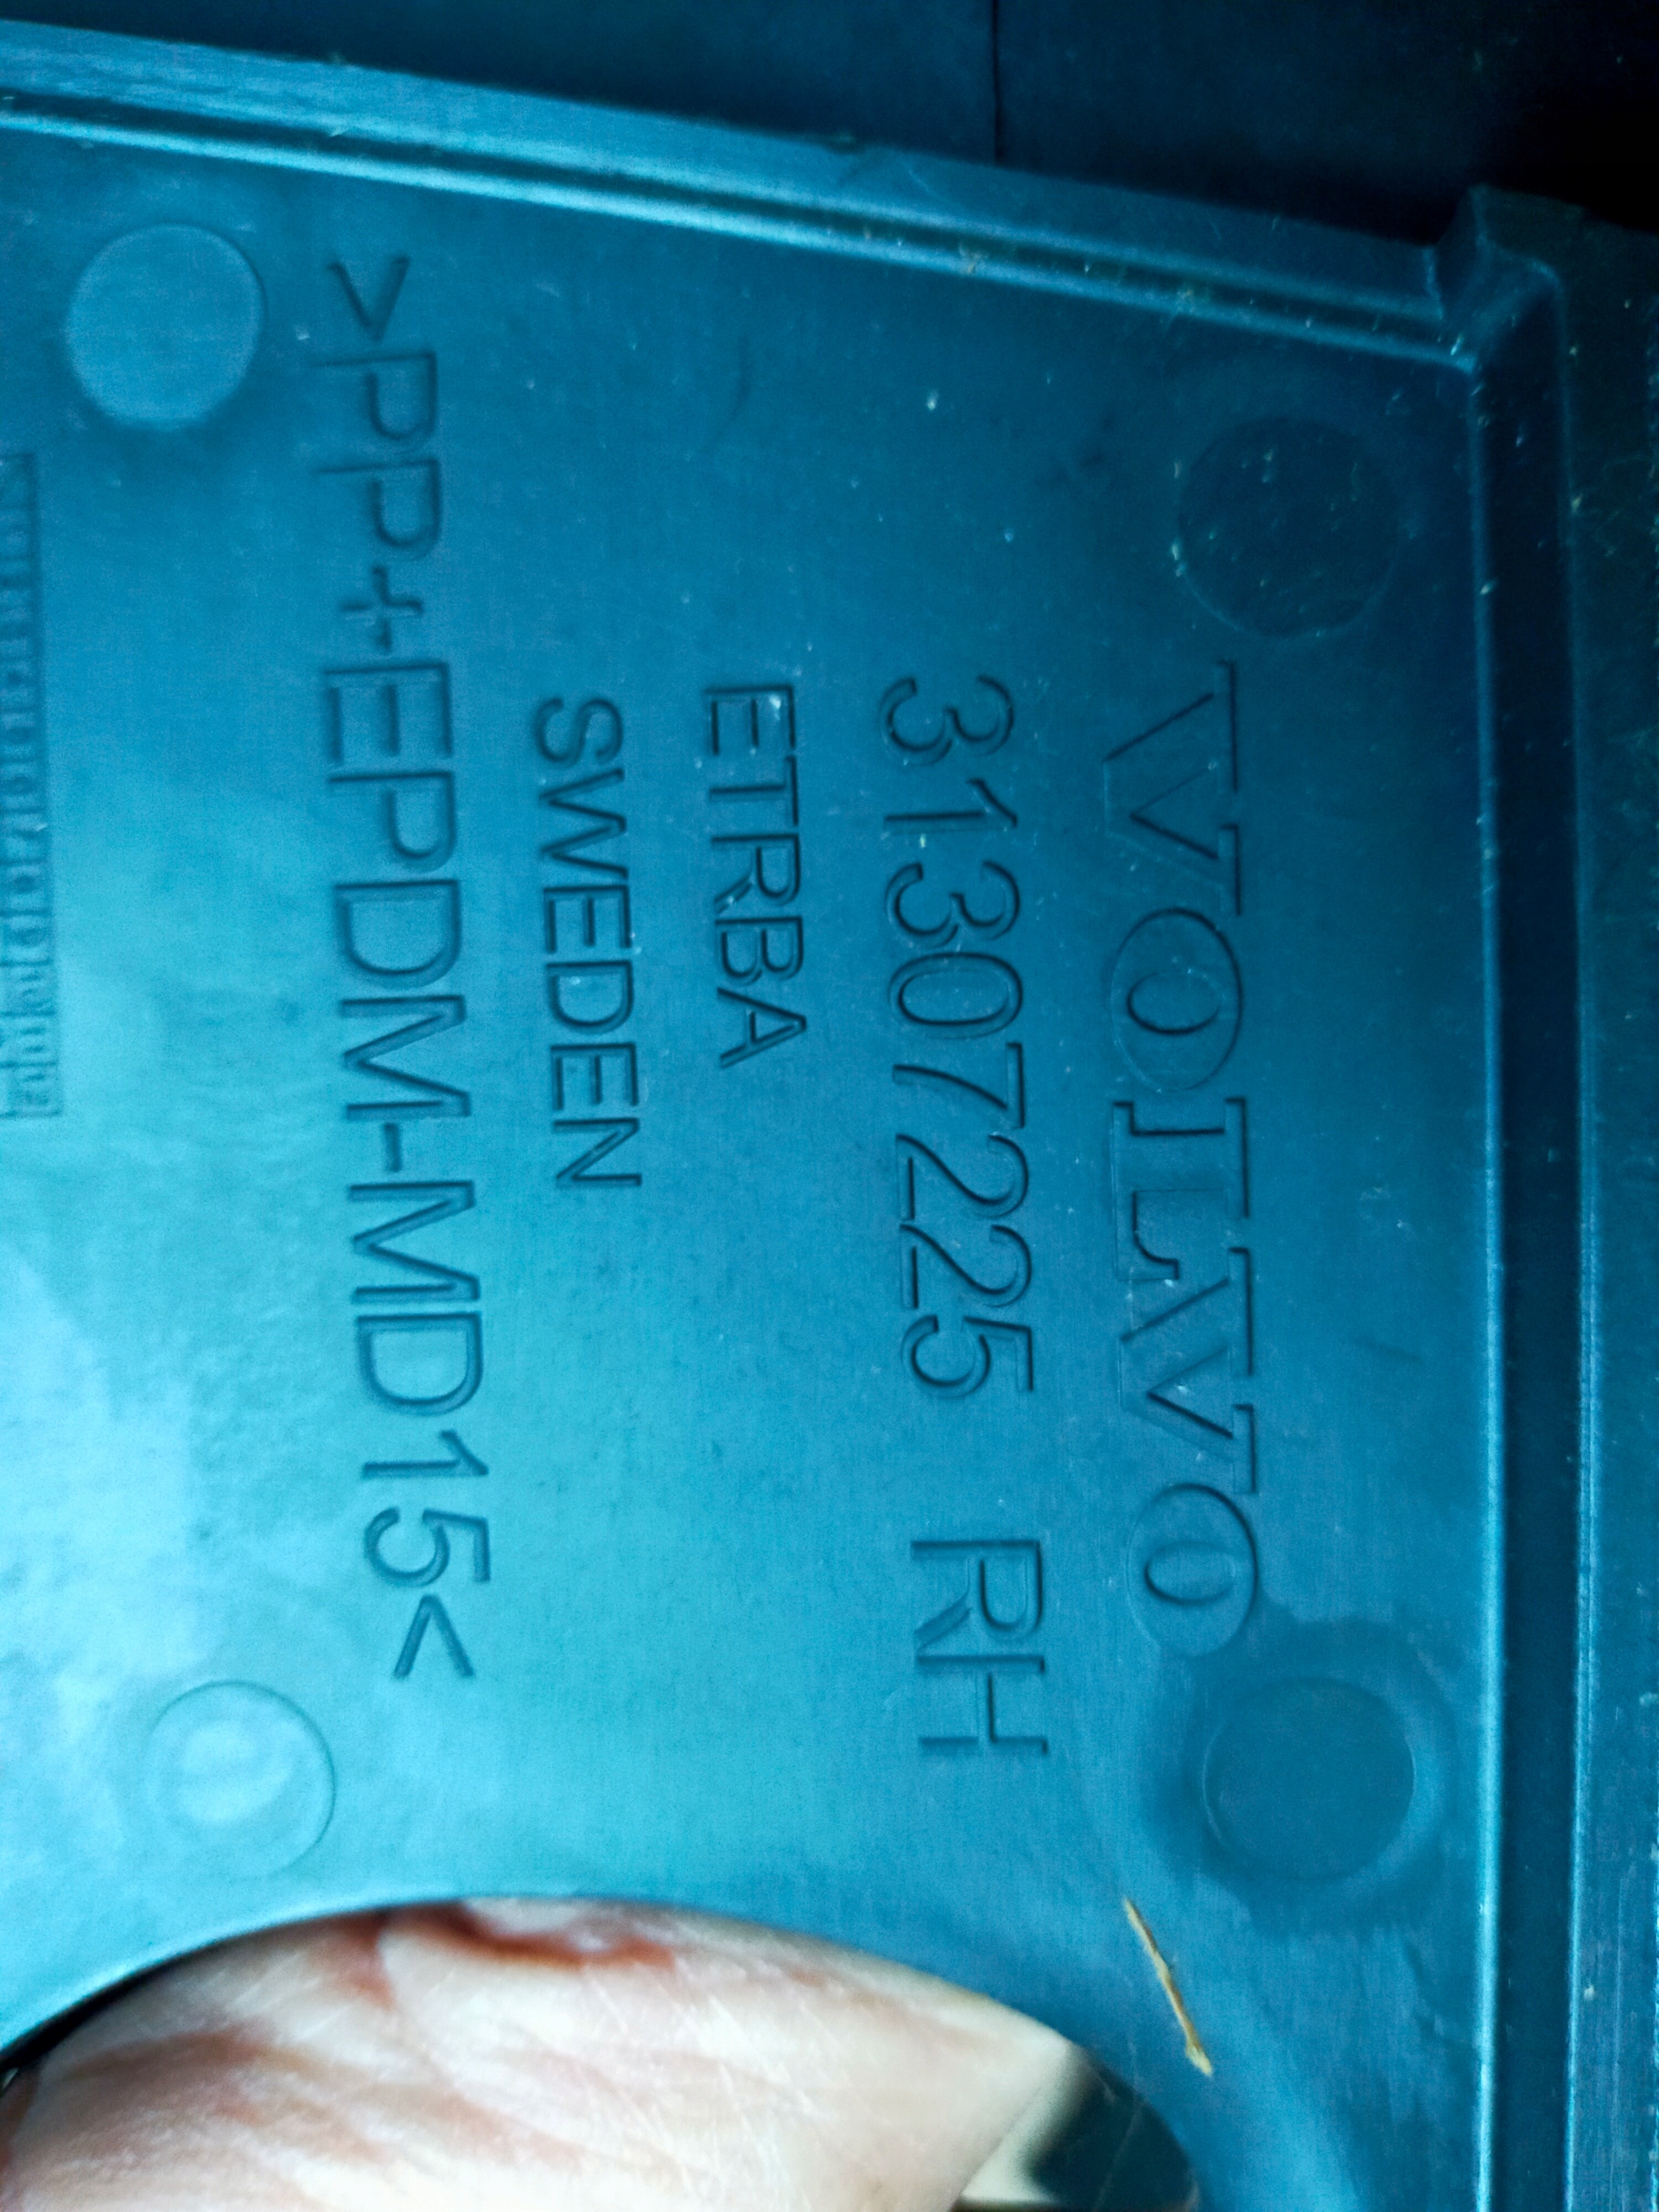 VOLVO
31307225 RH
ETRBA
SWEDEN
>PP+EPDM-MD15<